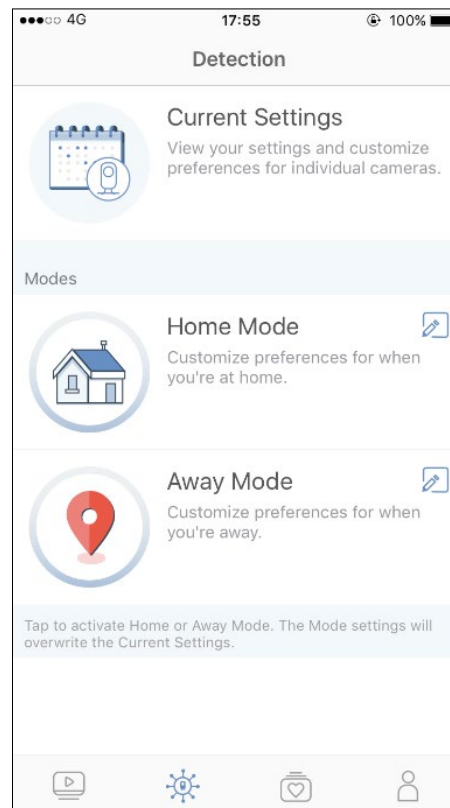 4G 17:55 100%
Detection
Current Settings
View your settings and customize
preferences for individual cameras.
Modes
Home Mode
Customize preferences for when
you're at home.
Away Mode
Customize preferences for when
you're away.
Tap to activate Home or Away Mode. The Mode settings will
overwrite the Current Settings.